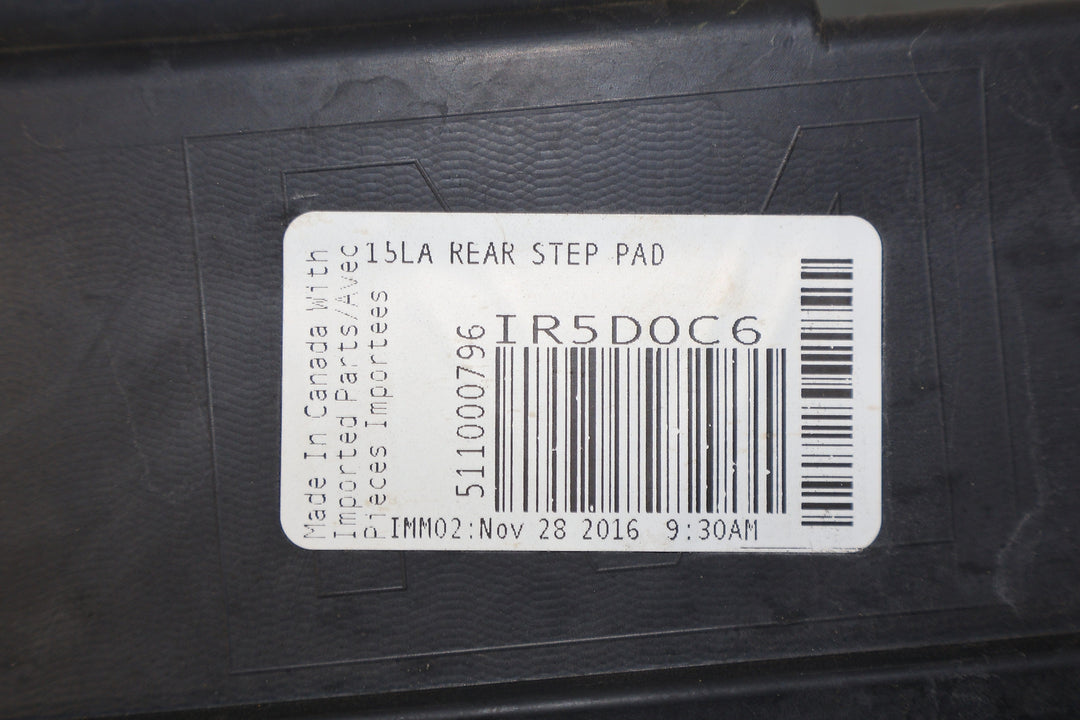 15LA REAR STEP PAD
Made In Canada With
Imported Parts/Avec
Pieces Importees
511000796
IR5D0C6
IMM02:Nov 28 2016 9:30AM